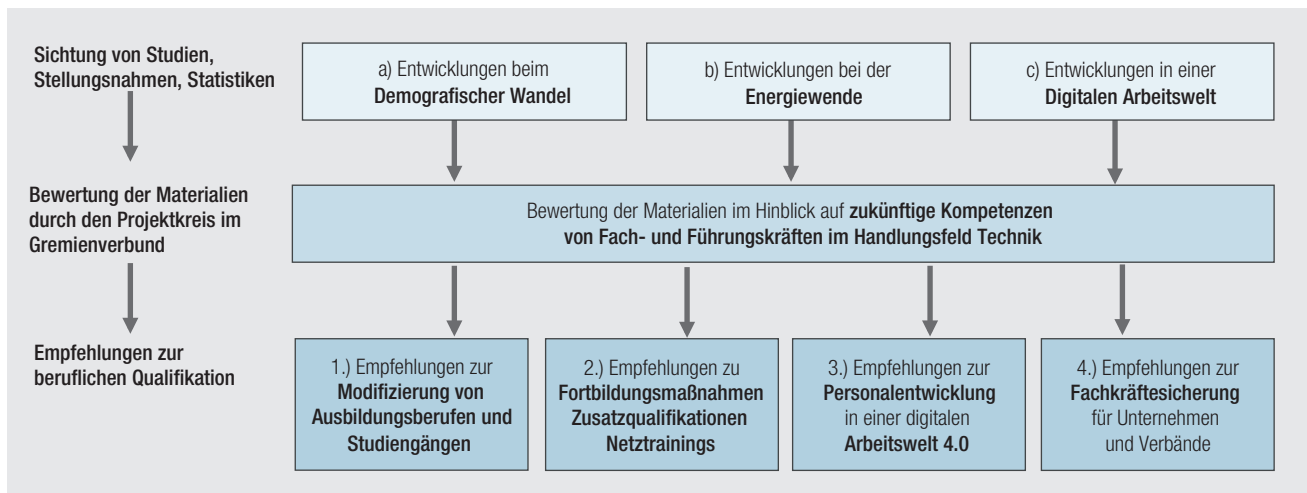 Sichtung von Studien,
Stellungsnahmen, Statistiken
a) Entwicklungen beim
Demografischer Wandel
b) Entwicklungen bei der
Energiewende
c) Entwicklungen in einer
Digitalen Arbeitswelt
Bewertung der Materialien
durch den Projektkreis im
Gremienverbund
Bewertung der Materialien im Hinblick auf zukünftige Kompetenzen
von Fach- und Führungskräften im Handlungsfeld Technik
Empfehlungen zur
beruflichen Qualifikation
1.) Empfehlungen zur
Modifizierung von
Ausbildungsberufen und
Studiengängen
2.) Empfehlungen zu
Fortbildungsmaßnahmen
Zusatzqualifikationen
Netztrainings
3.) Empfehlungen zur
Personalentwicklung
in einer digitalen
Arbeitswelt 4.0
4.) Empfehlungen zur
Fachkräftesicherung
für Unternehmen
und Verbände